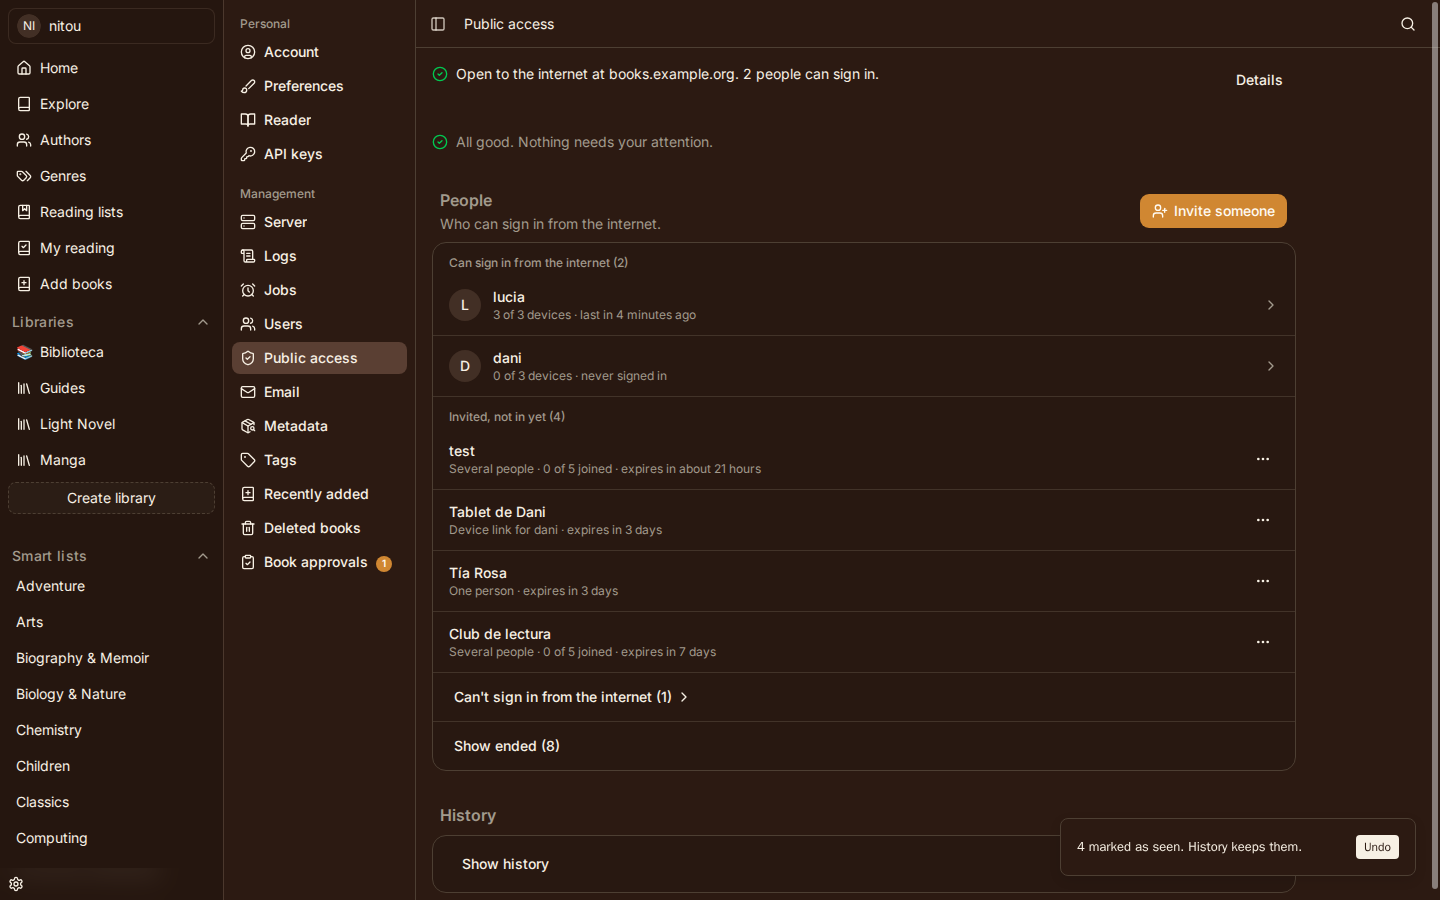 NI nitou
Home
Explore
Authors
Genres
Reading lists
My reading
Add books
Libraries
Biblioteca
Guides
Light Novel
Manga
Create library
Smart lists
Adventure
Arts
Biography & Memoir
Biology & Nature
Chemistry
Children
Classics
Computing
Personal
Account
Preferences
Reader
API keys
Management
Server
Logs
Jobs
Users
Public access
Email
Metadata
Tags
Recently added
Deleted books
Book approvals 1
Public access
Open to the internet at books.example.org. 2 people can sign in.
Details
All good. Nothing needs your attention.
People
Who can sign in from the internet.
Invite someone
Can sign in from the internet (2)
L
lucia
3 of 3 devices · last in 4 minutes ago
D
dani
0 of 3 devices · never signed in
Invited, not in yet (4)
test
Several people · 0 of 5 joined · expires in about 21 hours
Tablet de Dani
Device link for dani · expires in 3 days
Tía Rosa
One person · expires in 3 days
Club de lectura
Several people · 0 of 5 joined · expires in 7 days
Can't sign in from the internet (1)
Show ended (8)
History
Show history
4 marked as seen. History keeps them.
Undo